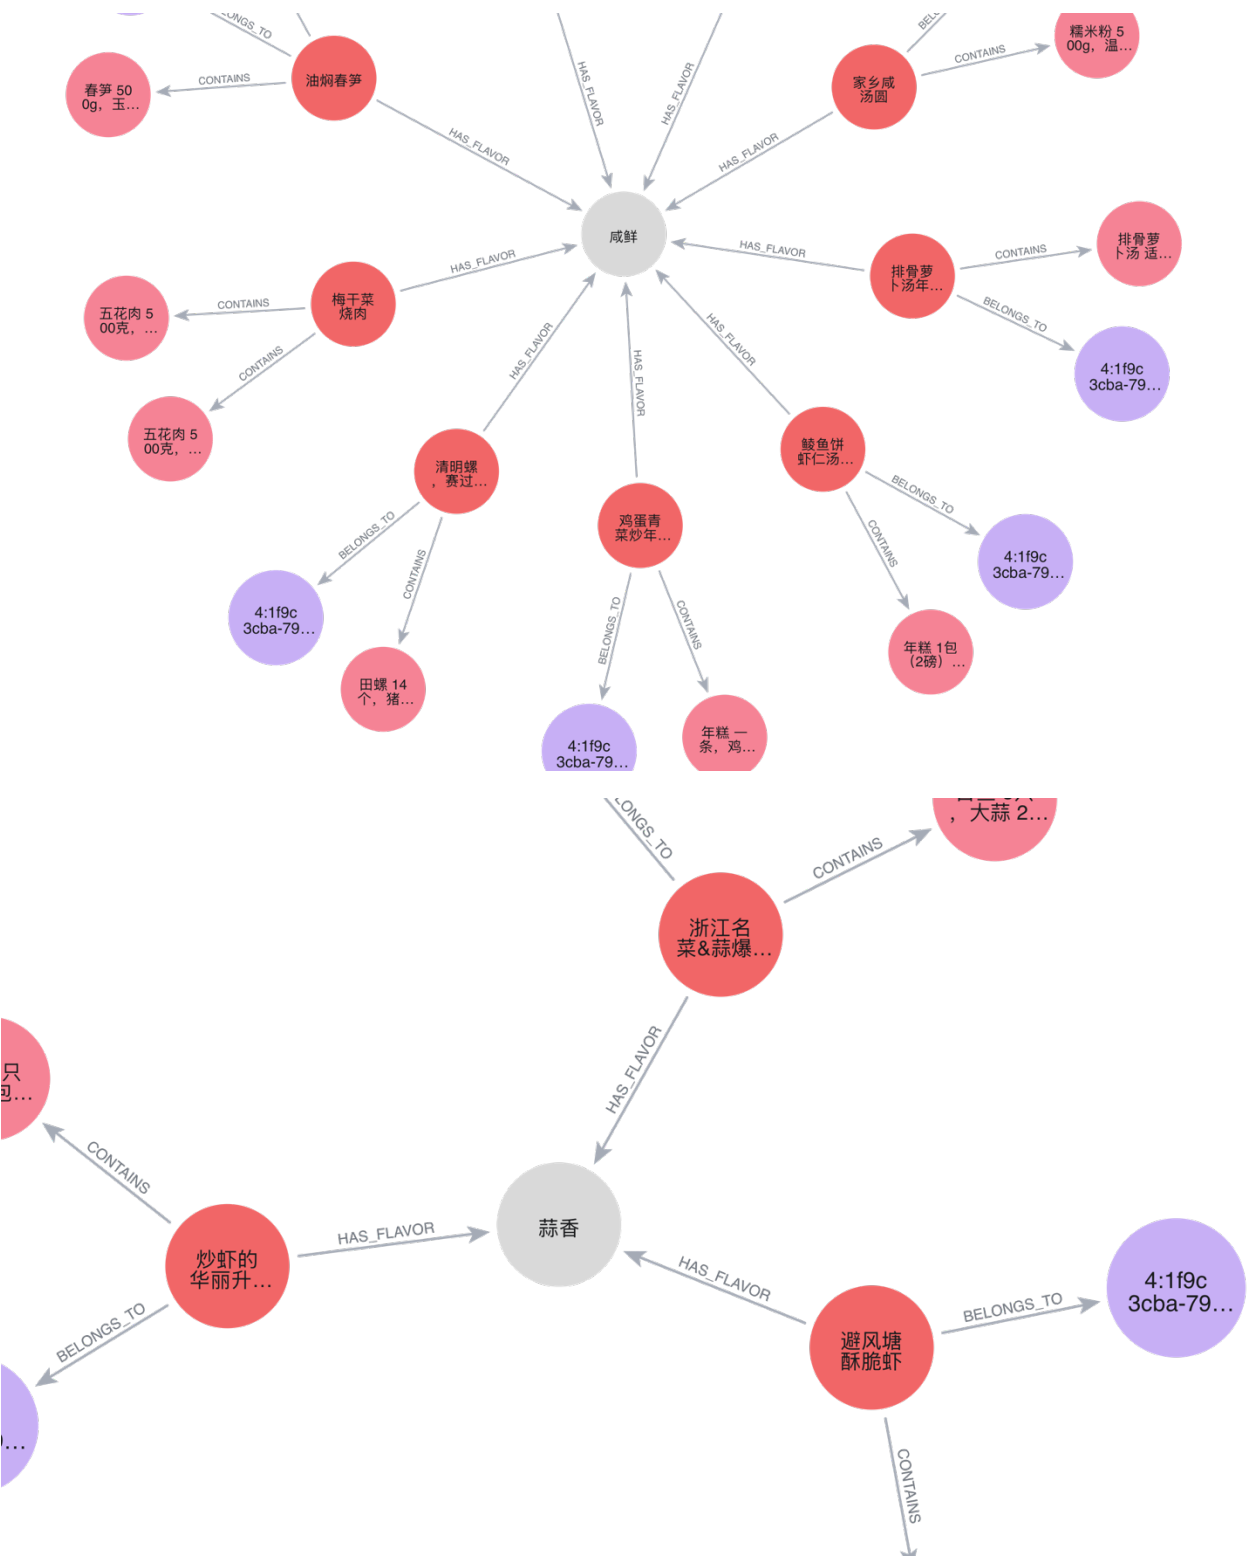 BELONGS_TO
CONTAINS
春笋 50
0g，玉…
油焖春笋
HAS_FLAVOR
HAS_FLAVOR
HAS_FLAVOR
家乡咸
汤圆
CONTAINS
糯米粉 5
00g，温…
HAS_FLAVOR
咸鲜
HAS_FLAVOR
排骨萝
卜汤年…
CONTAINS
排骨萝
卜汤 适…
BELONGS_TO
4:1f9c
3cba-79…
HAS_FLAVOR
梅干菜
烧肉
CONTAINS
五花肉 5
00克，…
CONTAINS
五花肉 5
00克，…
HAS_FLAVOR
清明螺
，赛过…
BELONGS_TO
4:1f9c
3cba-79…
CONTAINS
田螺 14
个，猪…
HAS_FLAVOR
鸡蛋青
菜炒年…
BELONGS_TO
4:1f9c
3cba-79…
CONTAINS
年糕 一
条，鸡…
HAS_FLAVOR
鲮鱼饼
虾仁汤…
BELONGS_TO
4:1f9c
3cba-79…
CONTAINS
年糕 1包
（2磅）…
LONGS_TO
CONTAINS
，大蒜 2…
浙江名
菜&蒜爆…
HAS_FLAVOR
只
包…
CONTAINS
炒虾的
华丽升…
HAS_FLAVOR
蒜香
BELONGS_TO
HAS_FLAVOR
避风塘
酥脆虾
BELONGS_TO
4:1f9c
3cba-79…
CONTAINS